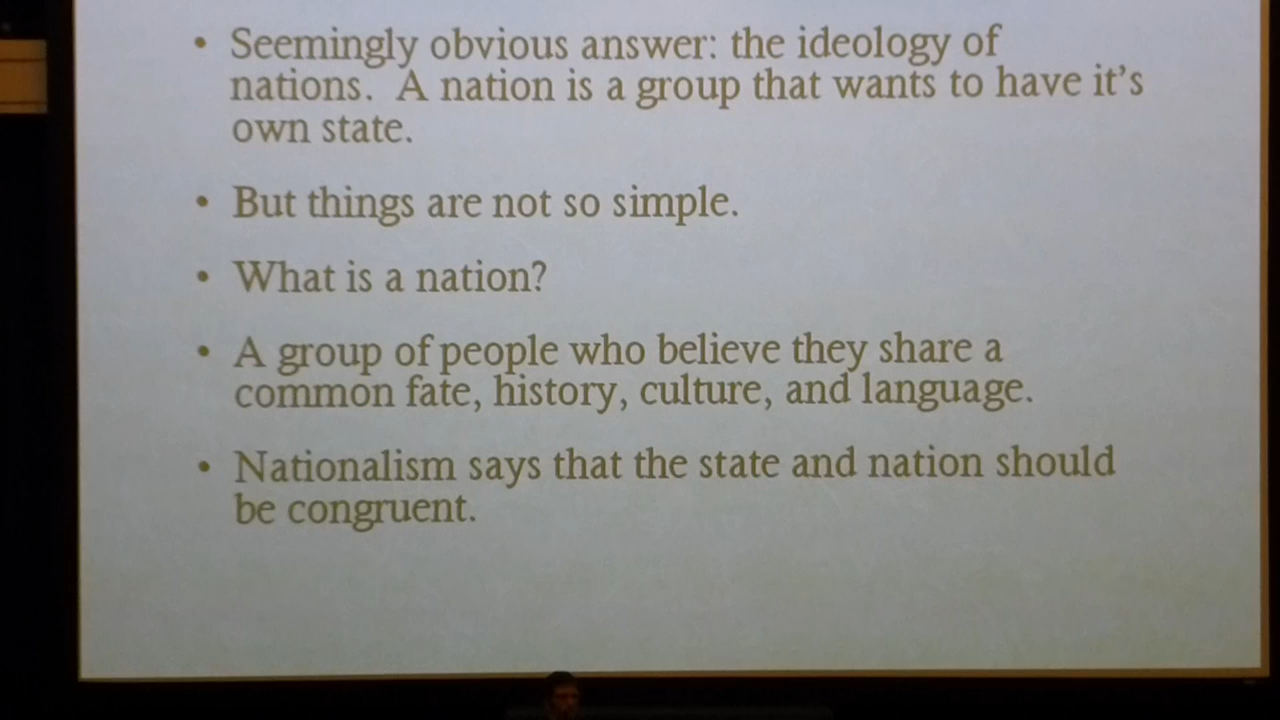 • Seemingly obvious answer: the ideology of
nations. A nation is a group that wants to have it's
own state.
• But things are not so simple.
• What is a nation?
• A group of people who believe they share a
common fate, history, culture, and language.
• Nationalism says that the state and nation should
be congruent.